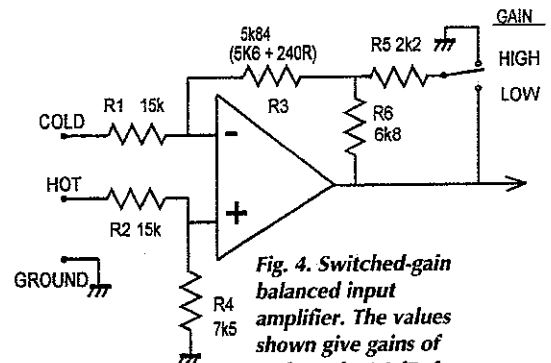 GAIN
5k84
(5K6 + 240R)
R3
R5 2k2
HIGH
LOW
R6
6k8
COLD
R1 15k
-
HOT
+
R2 15k
GROUND
R4
7k5
Fig. 4. Switched-gain
balanced input
amplifier. The values
shown give gains of